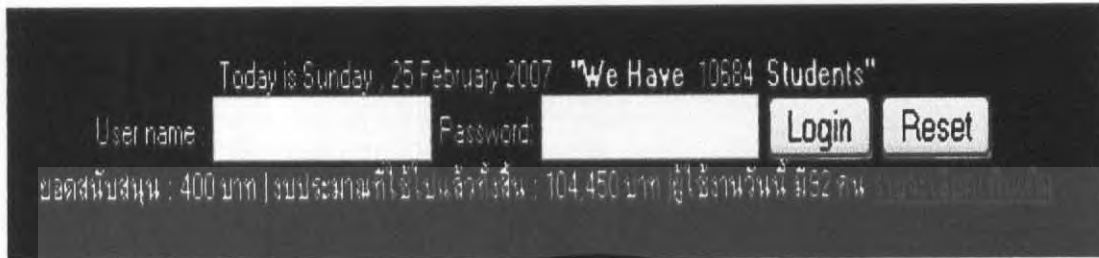 Today is Sunday , 25 February 2007 "We Have 10684 Students"
User name : Password: Login Reset
ยอดสนับสนุน : 400 บาท | งบประมาณที่ใช้ไปแล้วทั้งสิ้น : 104,450 บาท |ผู้ใช้งานวันนี้ มี 92 คน